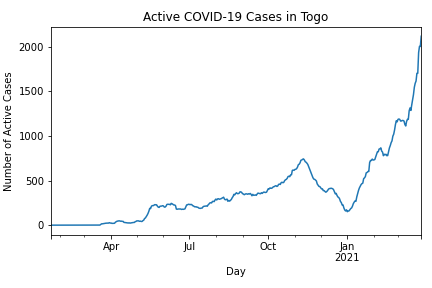 Active COVID-19 Cases in Togo
Number of Active Cases
2000
1500
1000
500
0
Apr
Jul
Oct
Jan
2021
Day